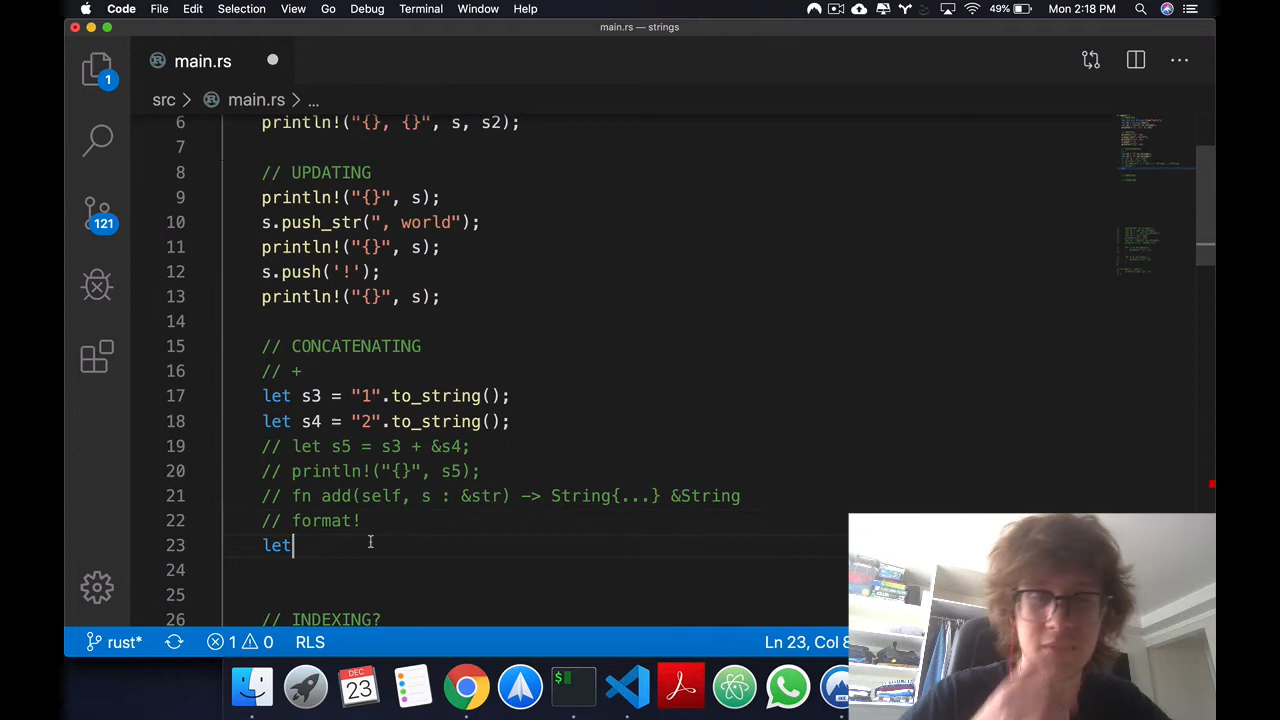 Code File Edit Selection View Go Debug Terminal Window Help 49% Mon 2:18 PM
main.rs — strings
main.rs
1
src > main.rs > ...
6 println!("{}, {}", s, s2);
7
8 // UPDATING
9 println!("{}", s);
10 s.push_str(", world");
11 println!("{}", s);
12 s.push('!');
13 println!("{}", s);
14
15 // CONCATENATING
16 // +
17 let s3 = "1".to_string();
18 let s4 = "2".to_string();
19 // let s5 = s3 + &s4;
20 // println!("{}", s5);
21 // fn add(self, s : &str) -> String{...} &String
22 // format!
23 let
24
25
26 // INDEXING?
121
rust* 1 0 RLS Ln 23, Col 8
DEC
23
$